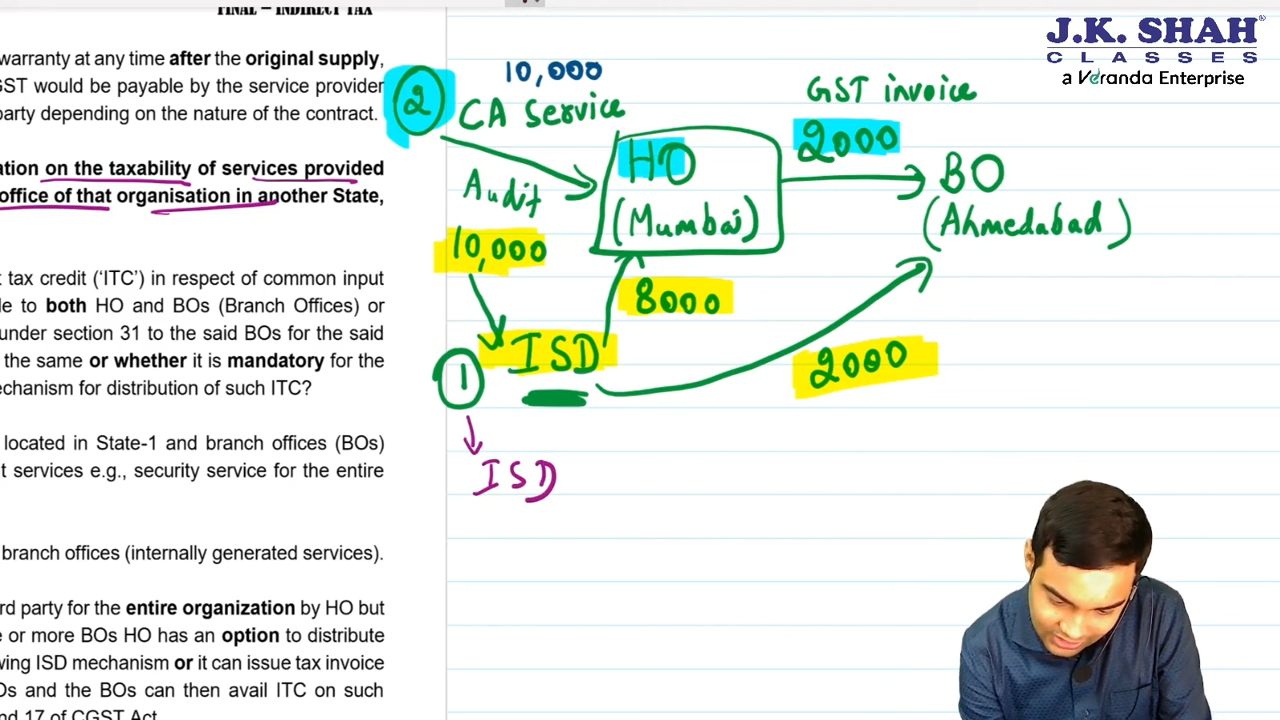 FINAL – INDIRECT TAX
warranty at any time after the original supply,
GST would be payable by the service provider
party depending on the nature of the contract.
on the taxability of services provided
office of that organisation in another State,
tax credit ('ITC') in respect of common input
to both HO and BOs (Branch Offices) or
under section 31 to the said BOs for the said
the same or whether it is mandatory for the
for distribution of such ITC?
located in State-1 and branch offices (BOs)
services e.g., security service for the entire
branch offices (internally generated services).
party for the entire organization by HO but
or more BOs HO has an option to distribute
ISD mechanism or it can issue tax invoice
and the BOs can then avail ITC on such
17 of CGST Act.
J.K. SHAH
CLASSES
a Veranda Enterprise
10,000
2 CA Service
GST invoice
2000
HO
BO
Audit
(Mumbai)
(Ahmedabad)
10,000
8000
ISD
2000
1
ISD